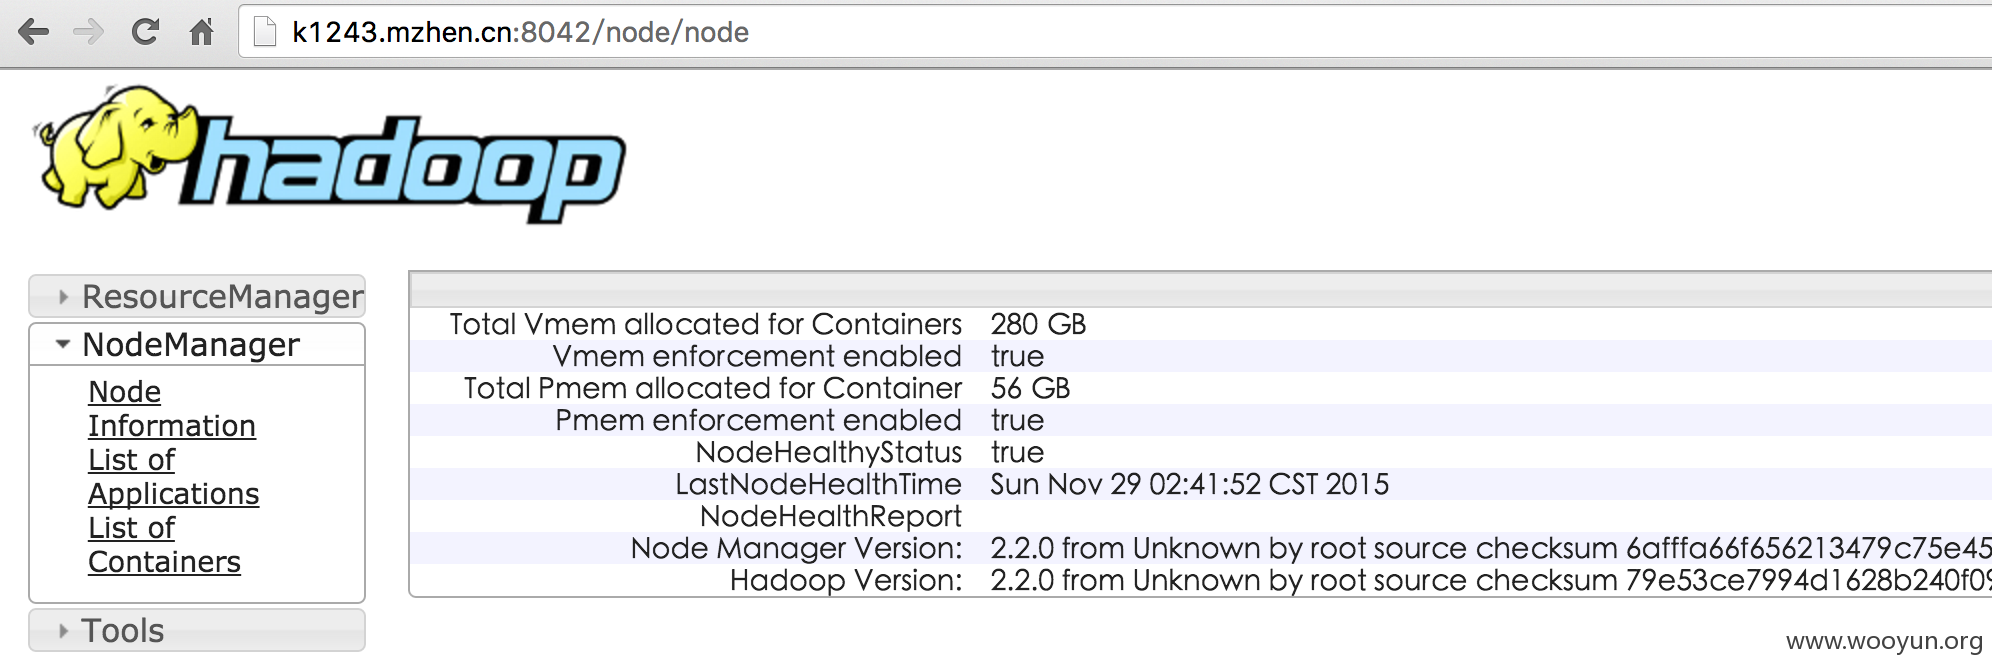 k1243.mzhen.cn:8042/node/node
hadoop
ResourceManager
NodeManager
Node
Information
List of
Applications
List of
Containers
Tools
Total Vmem allocated for Containers 280 GB
Vmem enforcement enabled true
Total Pmem allocated for Container 56 GB
Pmem enforcement enabled true
NodeHealthyStatus true
LastNodeHealthTime Sun Nov 29 02:41:52 CST 2015
NodeHealthReport
Node Manager Version: 2.2.0 from Unknown by root source checksum 6afffa66f656213479c75e45
Hadoop Version: 2.2.0 from Unknown by root source checksum 79e53ce7994d1628b240f09
www.wooyun.org